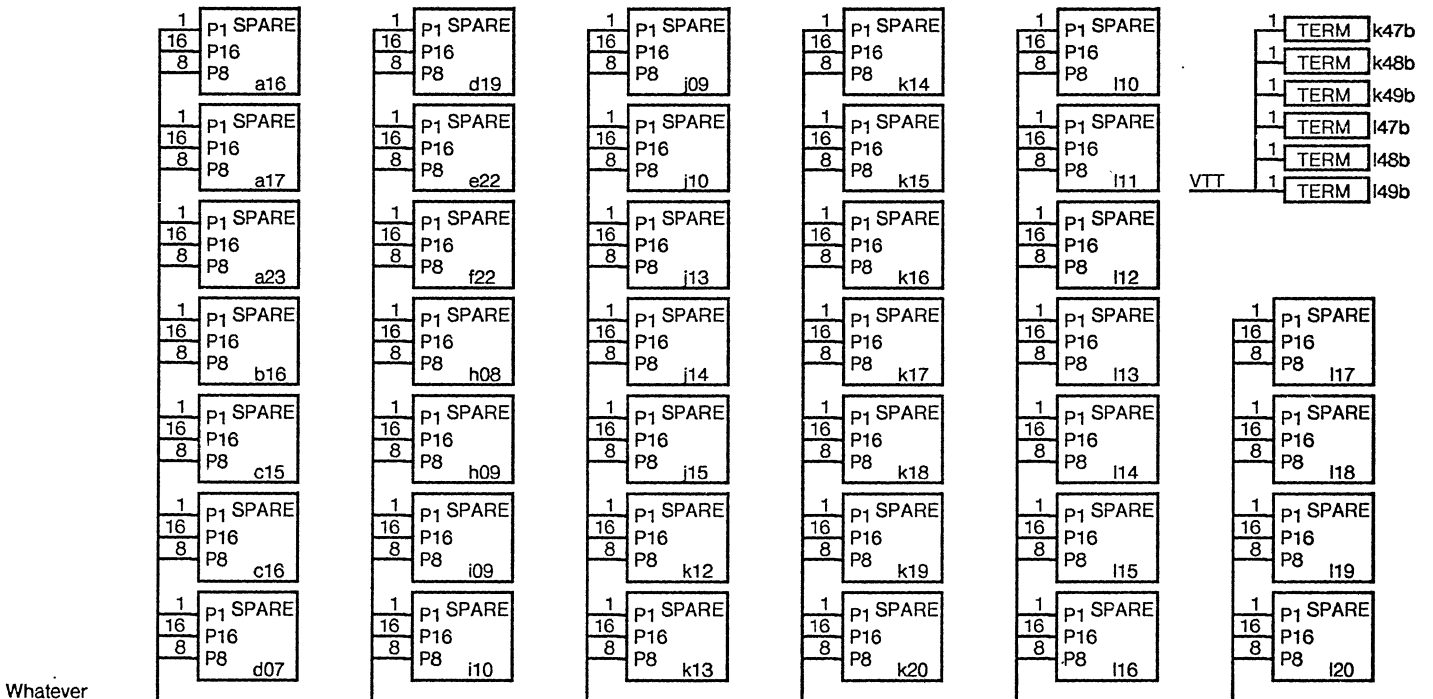 1 P1 SPARE
16 P16
8 P8
a16
1 P1 SPARE
16 P16
8 P8
a17
1 P1 SPARE
16 P16
8 P8
a23
1 P1 SPARE
16 P16
8 P8
b16
1 P1 SPARE
16 P16
8 P8
c15
1 P1 SPARE
16 P16
8 P8
c16
1 P1 SPARE
16 P16
8 P8
d07
1 P1 SPARE
16 P16
8 P8
d19
1 P1 SPARE
16 P16
8 P8
e22
1 P1 SPARE
16 P16
8 P8
f22
1 P1 SPARE
16 P16
8 P8
h08
1 P1 SPARE
16 P16
8 P8
h09
1 P1 SPARE
16 P16
8 P8
i09
1 P1 SPARE
16 P16
8 P8
i10
1 P1 SPARE
16 P16
8 P8
j09
1 P1 SPARE
16 P16
8 P8
j10
1 P1 SPARE
16 P16
8 P8
j13
1 P1 SPARE
16 P16
8 P8
j14
1 P1 SPARE
16 P16
8 P8
j15
1 P1 SPARE
16 P16
8 P8
k12
1 P1 SPARE
16 P16
8 P8
k13
1 P1 SPARE
16 P16
8 P8
k14
1 P1 SPARE
16 P16
8 P8
k15
1 P1 SPARE
16 P16
8 P8
k16
1 P1 SPARE
16 P16
8 P8
k17
1 P1 SPARE
16 P16
8 P8
k18
1 P1 SPARE
16 P16
8 P8
k19
1 P1 SPARE
16 P16
8 P8
k20
1 P1 SPARE
16 P16
8 P8
l10
1 P1 SPARE
16 P16
8 P8
l11
1 P1 SPARE
16 P16
8 P8
l12
1 P1 SPARE
16 P16
8 P8
l13
1 P1 SPARE
16 P16
8 P8
l14
1 P1 SPARE
16 P16
8 P8
l15
1 P1 SPARE
16 P16
8 P8
l16
1 TERM k47b
1 TERM k48b
1 TERM k49b
1 TERM l47b
1 TERM l48b
VTT 1 TERM l49b
1 P1 SPARE
16 P16
8 P8
l17
1 P1 SPARE
16 P16
8 P8
l18
1 P1 SPARE
16 P16
8 P8
l19
1 P1 SPARE
16 P16
8 P8
l20
Whatever